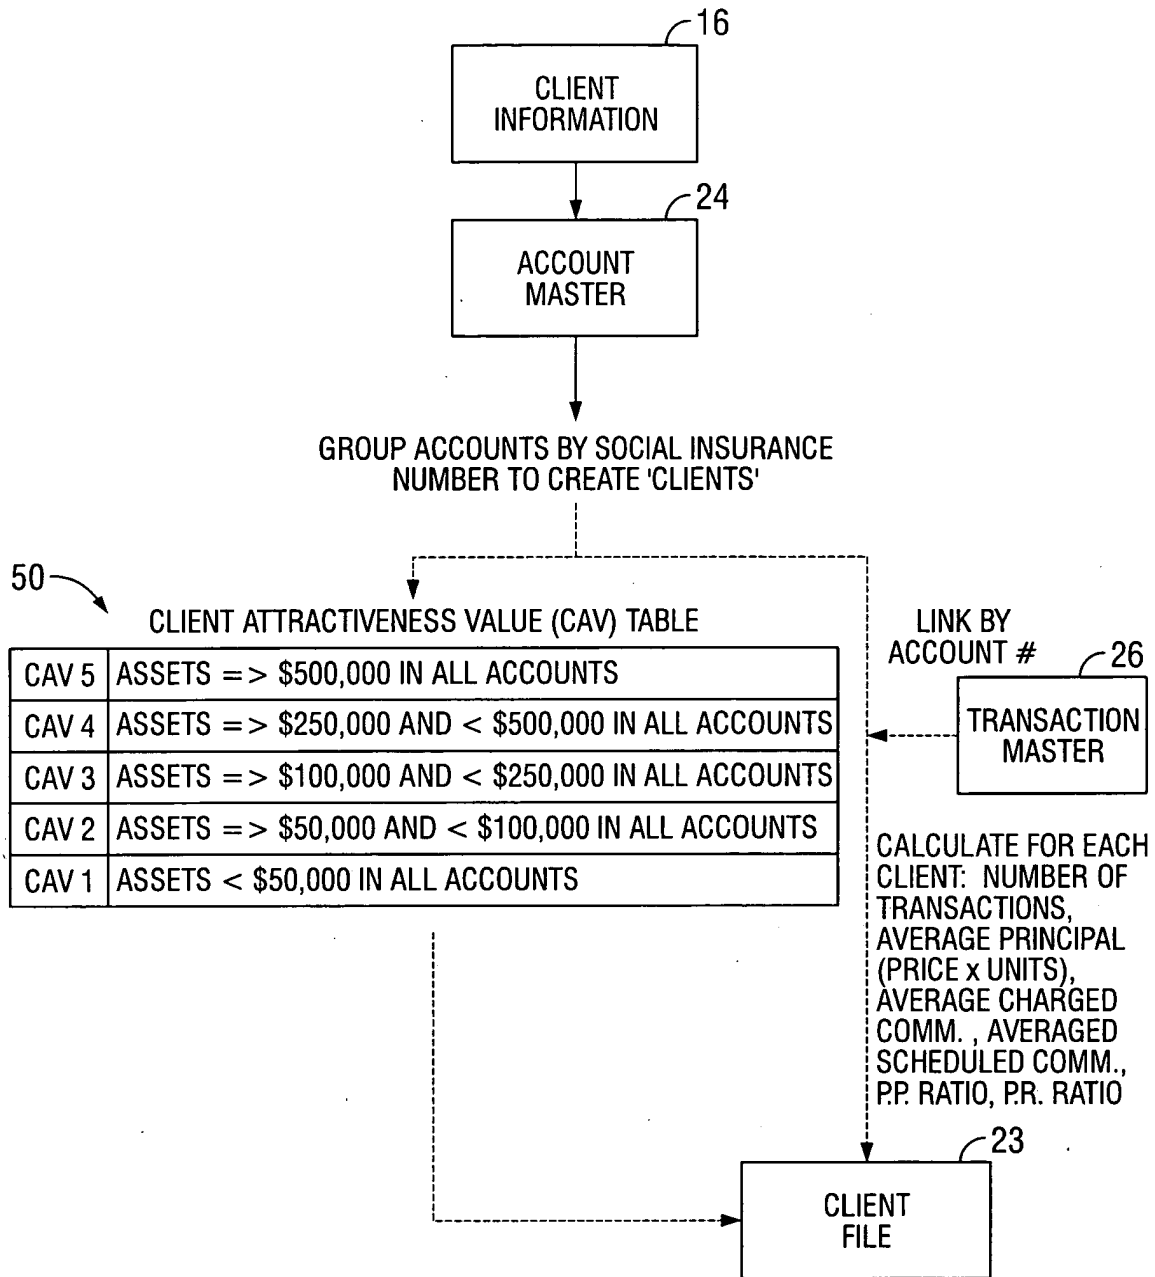 16
CLIENT
INFORMATION
24
ACCOUNT
MASTER
GROUP ACCOUNTS BY SOCIAL INSURANCE
NUMBER TO CREATE 'CLIENTS'
50
CLIENT ATTRACTIVENESS VALUE (CAV) TABLE
CAV 5 ASSETS => $500,000 IN ALL ACCOUNTS
CAV 4 ASSETS => $250,000 AND < $500,000 IN ALL ACCOUNTS
CAV 3 ASSETS => $100,000 AND < $250,000 IN ALL ACCOUNTS
CAV 2 ASSETS => $50,000 AND < $100,000 IN ALL ACCOUNTS
CAV 1 ASSETS < $50,000 IN ALL ACCOUNTS
LINK BY
ACCOUNT #
26
TRANSACTION
MASTER
CALCULATE FOR EACH
CLIENT: NUMBER OF
TRANSACTIONS,
AVERAGE PRINCIPAL
(PRICE x UNITS),
AVERAGE CHARGED
COMM. , AVERAGED
SCHEDULED COMM.,
P.P. RATIO, P.R. RATIO
23
CLIENT
FILE